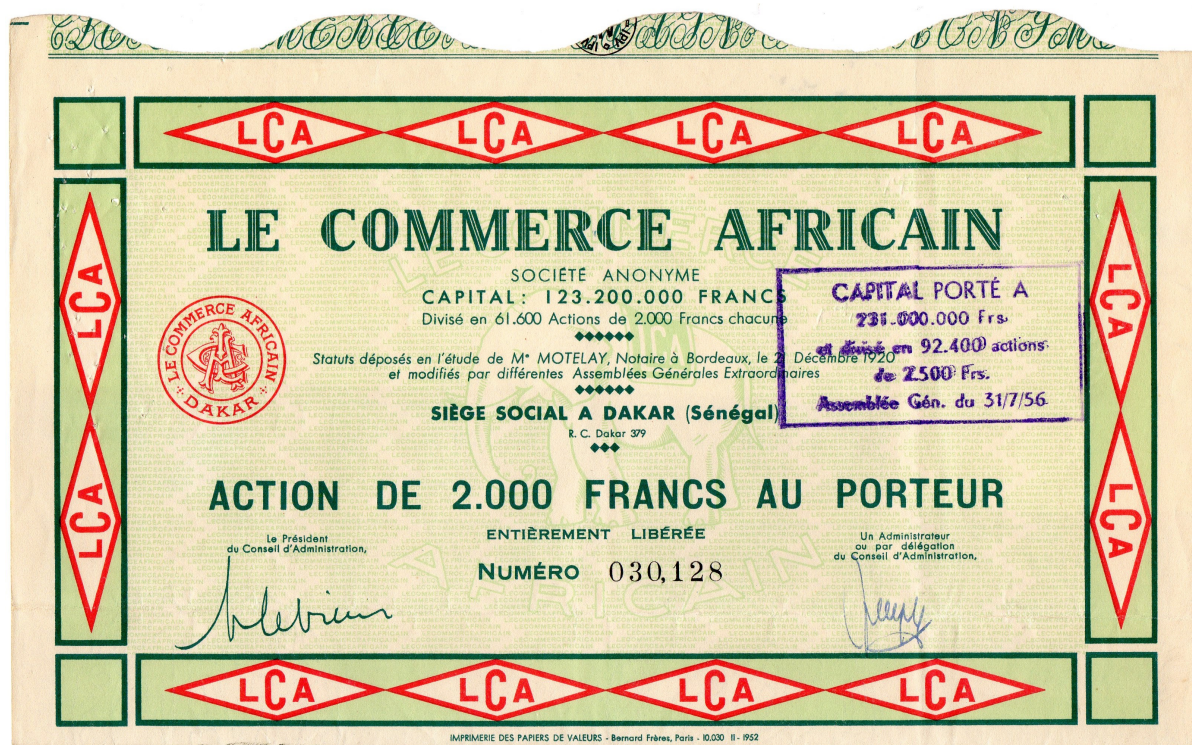 LCA LCA LCA LCA
LE COMMERCE AFRICAIN
SOCIÉTÉ ANONYME
CAPITAL: 123.200.000 FRANCS
Divisé en 61.600 Actions de 2.000 Francs chacune
Statuts déposés en l'étude de Me MOTELAY, Notaire à Bordeaux, le 2 Décembre 1920
et modifiés par différentes Assemblées Générales Extraordinaires
SIÈGE SOCIAL A DAKAR (Sénégal)
R. C. Dakar 379
CAPITAL PORTÉ A
231.000.000 Frs.
et divisé en 92.400 actions
de 2.500 Frs.
Assemblée Gén. du 31/7/56
LE COMMERCE AFRICAIN
DAKAR
LCA
LCA
LCA
LCA
LE COMMERCE
AFRICAIN
ACTION DE 2.000 FRANCS AU PORTEUR
ENTIÈREMENT LIBÉRÉE
Le Président
du Conseil d'Administration,
Un Administrateur
ou par délégation
du Conseil d'Administration,
NUMÉRO 030,128
LCA LCA LCA LCA
IMPRIMERIE DES PAPIERS DE VALEURS - Bernard Frères, Paris - 10.030 11 - 1952